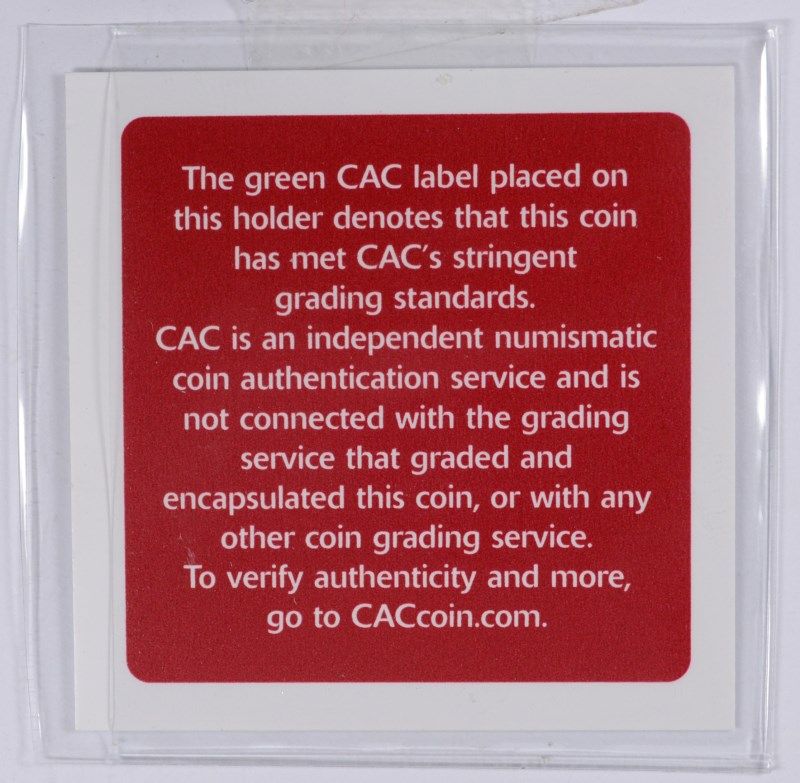 The green CAC label placed on
this holder denotes that this coin
has met CAC's stringent
grading standards.
CAC is an independent numismatic
coin authentication service and is
not connected with the grading
service that graded and
encapsulated this coin, or with any
other coin grading service.
To verify authenticity and more,
go to CACcoin.com.